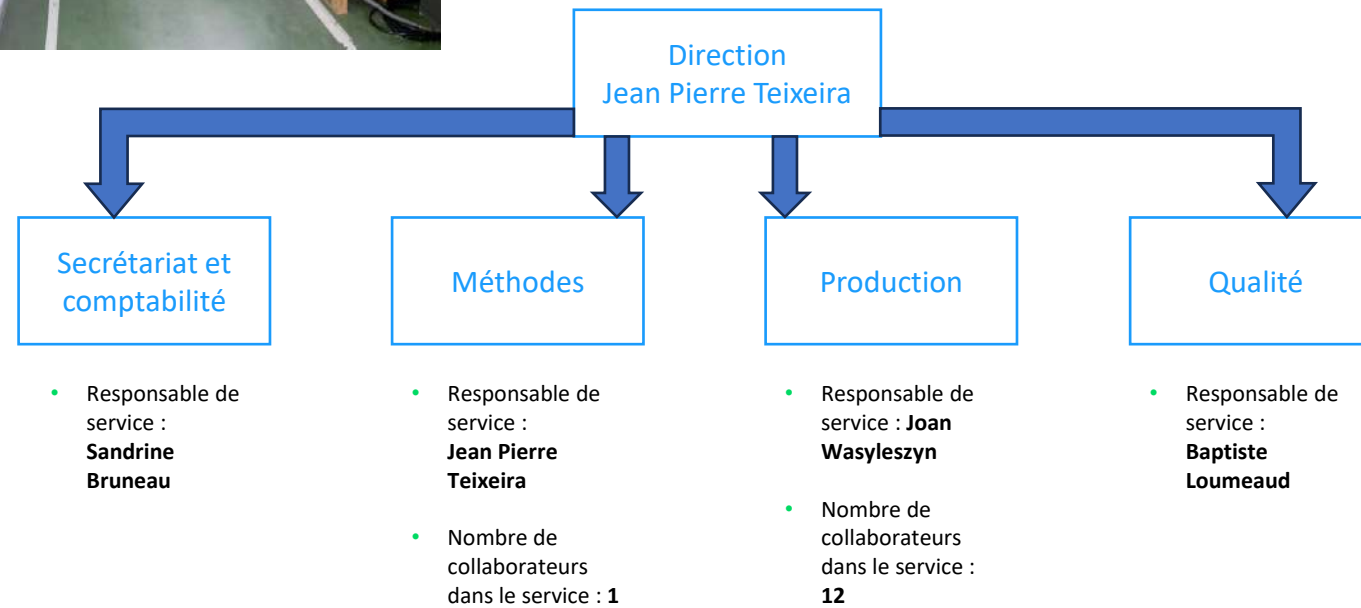 Direction
Jean Pierre Teixeira
Secrétariat et
comptabilité
Méthodes
Production
Qualité
• Responsable de
service :
Sandrine
Bruneau
• Responsable de
service :
Jean Pierre
Teixeira
• Nombre de
collaborateurs
dans le service : 1
• Responsable de
service : Joan
Wasyleszyn
• Nombre de
collaborateurs
dans le service :
12
• Responsable de
service :
Baptiste
Loumeaud